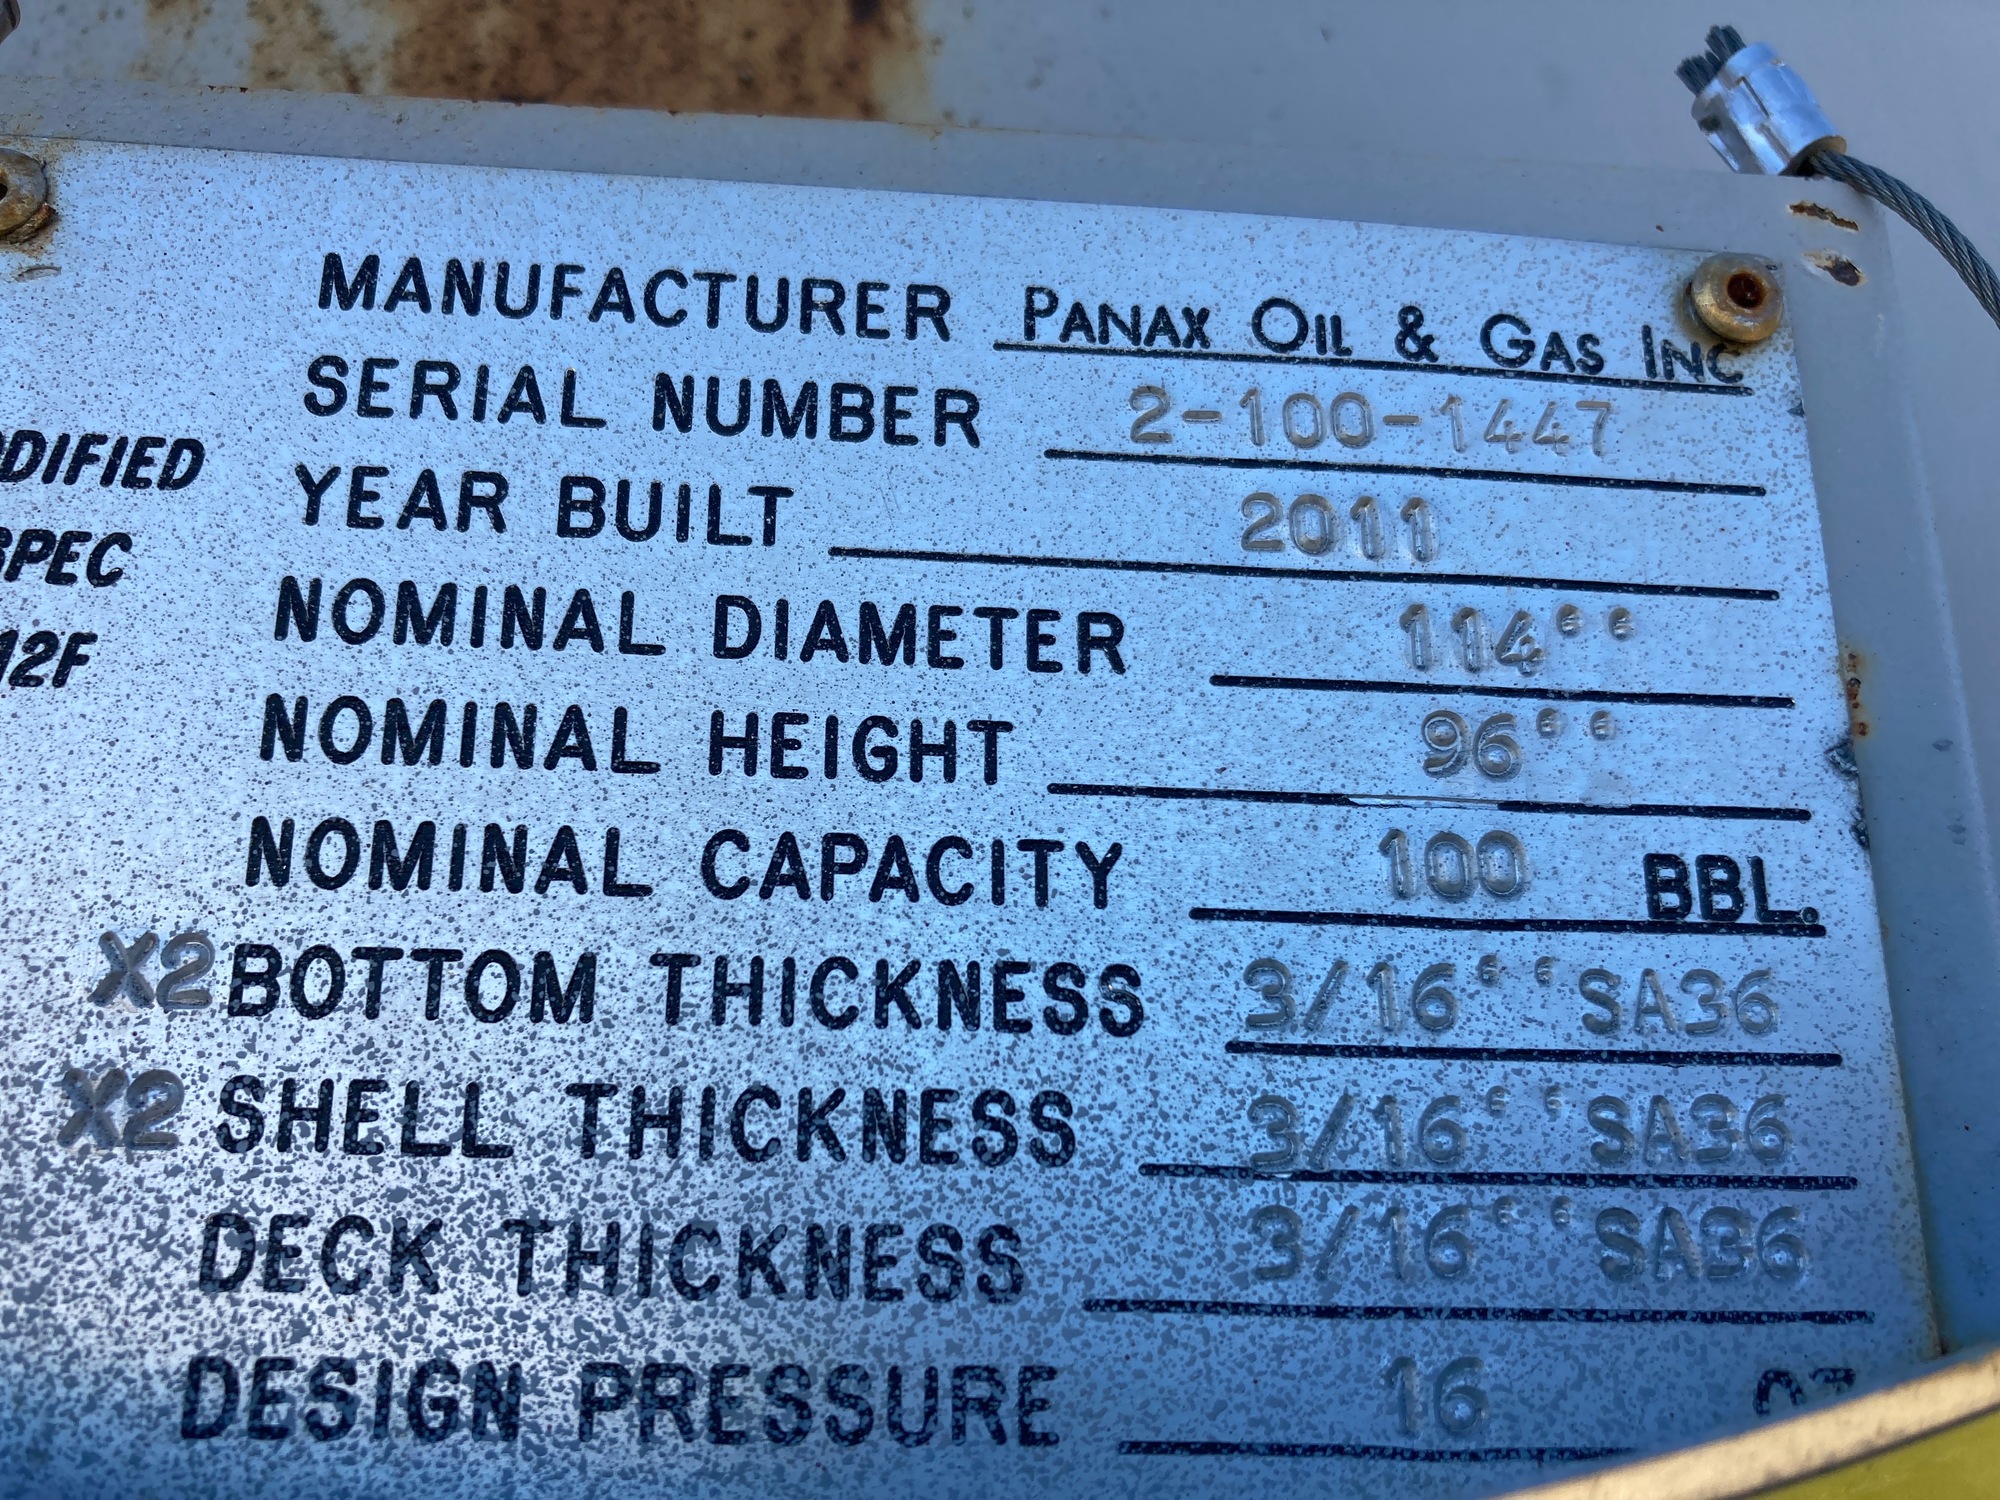 MANUFACTURER PANAX OIL & GAS INC
SERIAL NUMBER 2-100-1447
YEAR BUILT 2011
DIFIED
SPEC
12F
NOMINAL DIAMETER 114"
NOMINAL HEIGHT 96"
NOMINAL CAPACITY 100 BBL.
X2 BOTTOM THICKNESS 3/16" SA36
X2 SHELL THICKNESS 3/16" SA36
DECK THICKNESS 3/16" SA36
DESIGN PRESSURE 16